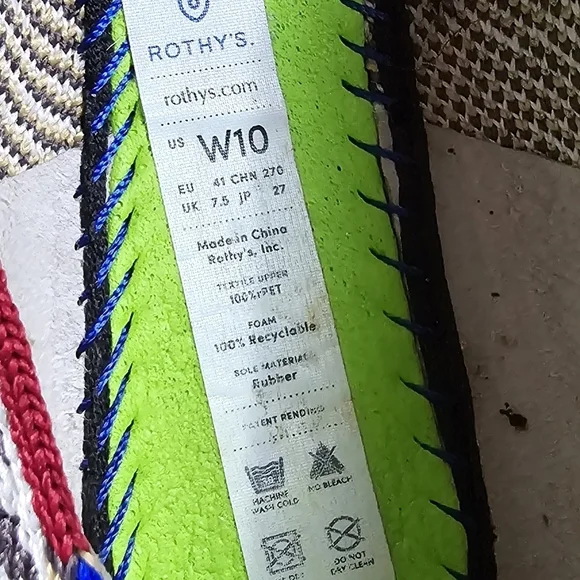 ROTHY'S.
rothys.com
US W10
EU 41 CHN 270
UK 7.5 JP 27
Made in China
Rothy's, Inc.
TEXTILE UPPER
100% rPET
FOAM
100% Recyclable
SOLE MATERIAL
Rubber
PATENT PENDING
MACHINE
WASH COLD
NO BLEACH
DO NOT
DRY CLEAN